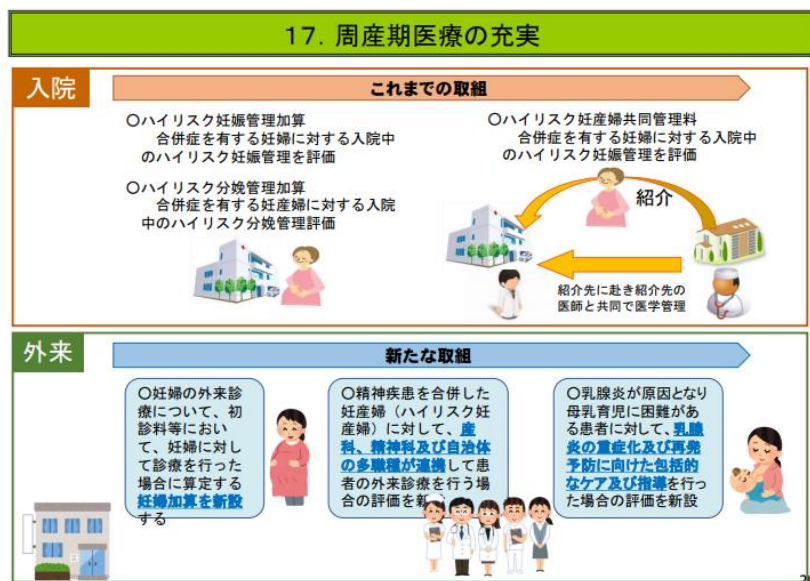 17. 周産期医療の充実
入院
これまでの取組
○ハイリスク妊娠管理加算
合併症を有する妊婦に対する入院中
のハイリスク妊娠管理を評価
○ハイリスク分娩管理加算
合併症を有する妊産婦に対する入院
中のハイリスク分娩管理評価
○ハイリスク妊産婦共同管理料
合併症を有する妊婦に対する入院中
のハイリスク妊娠管理を評価
紹介
紹介先に赴き紹介先の
医師と共同で医学管理
外来
新たな取組
○妊婦の外来診
療について、初
診料等におい
て、妊婦に対し
て診療を行った
場合に算定する
妊婦加算を新設
する
○精神疾患を合併した
妊産婦（ハイリスク妊
産婦）に対して、産
科、精神科及び自治体
の多職種が連携して患
者の外来診療を行う場
合の評価を新
○乳腺炎が原因となり
母乳育児に困難があ
る患者に対して、乳腺
炎の重症化及び再発
予防に向けた包括的
なケア及び指導を行っ
た場合の評価を新設